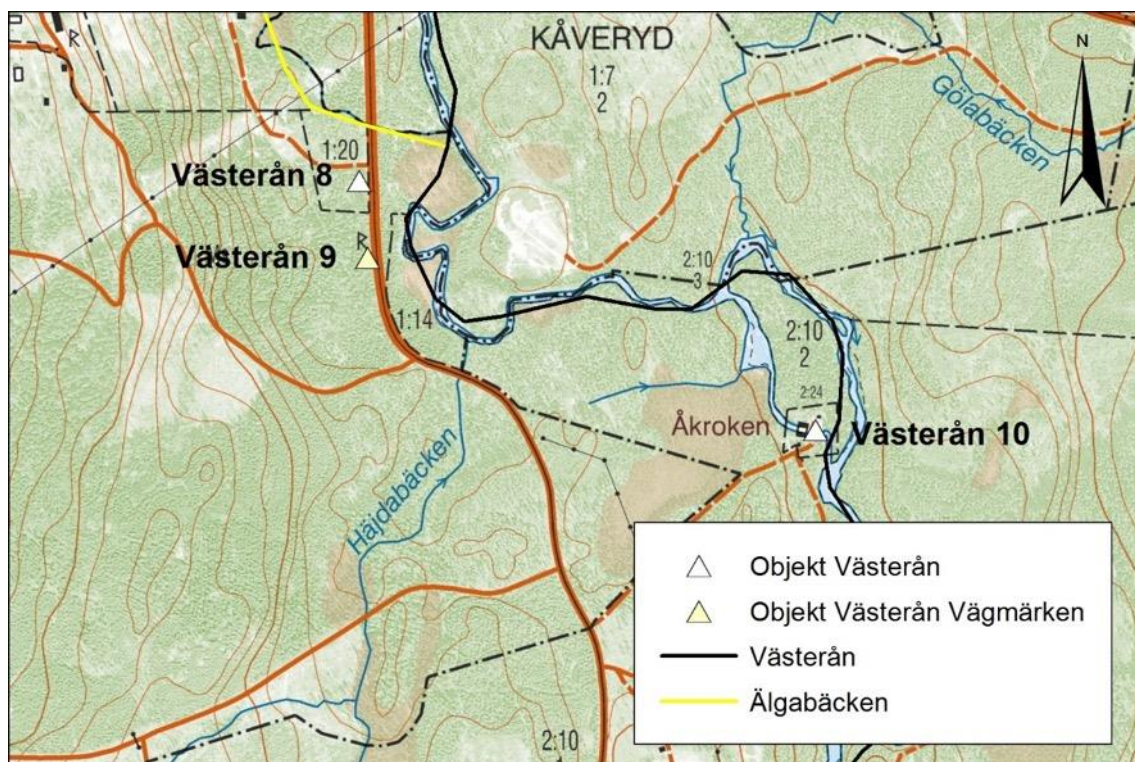 KÅVERYD
1:7
2
N
Gölabäcken
1:20
Västerån 8
R
R
Västerån 9
2:10
3
1:14
2:10
2
2:24
Åkroken
Västerån 10
Häjdabäcken
2:10
Objekt Västerån
Objekt Västerån Vägmärken
Västerån
Älgabäcken